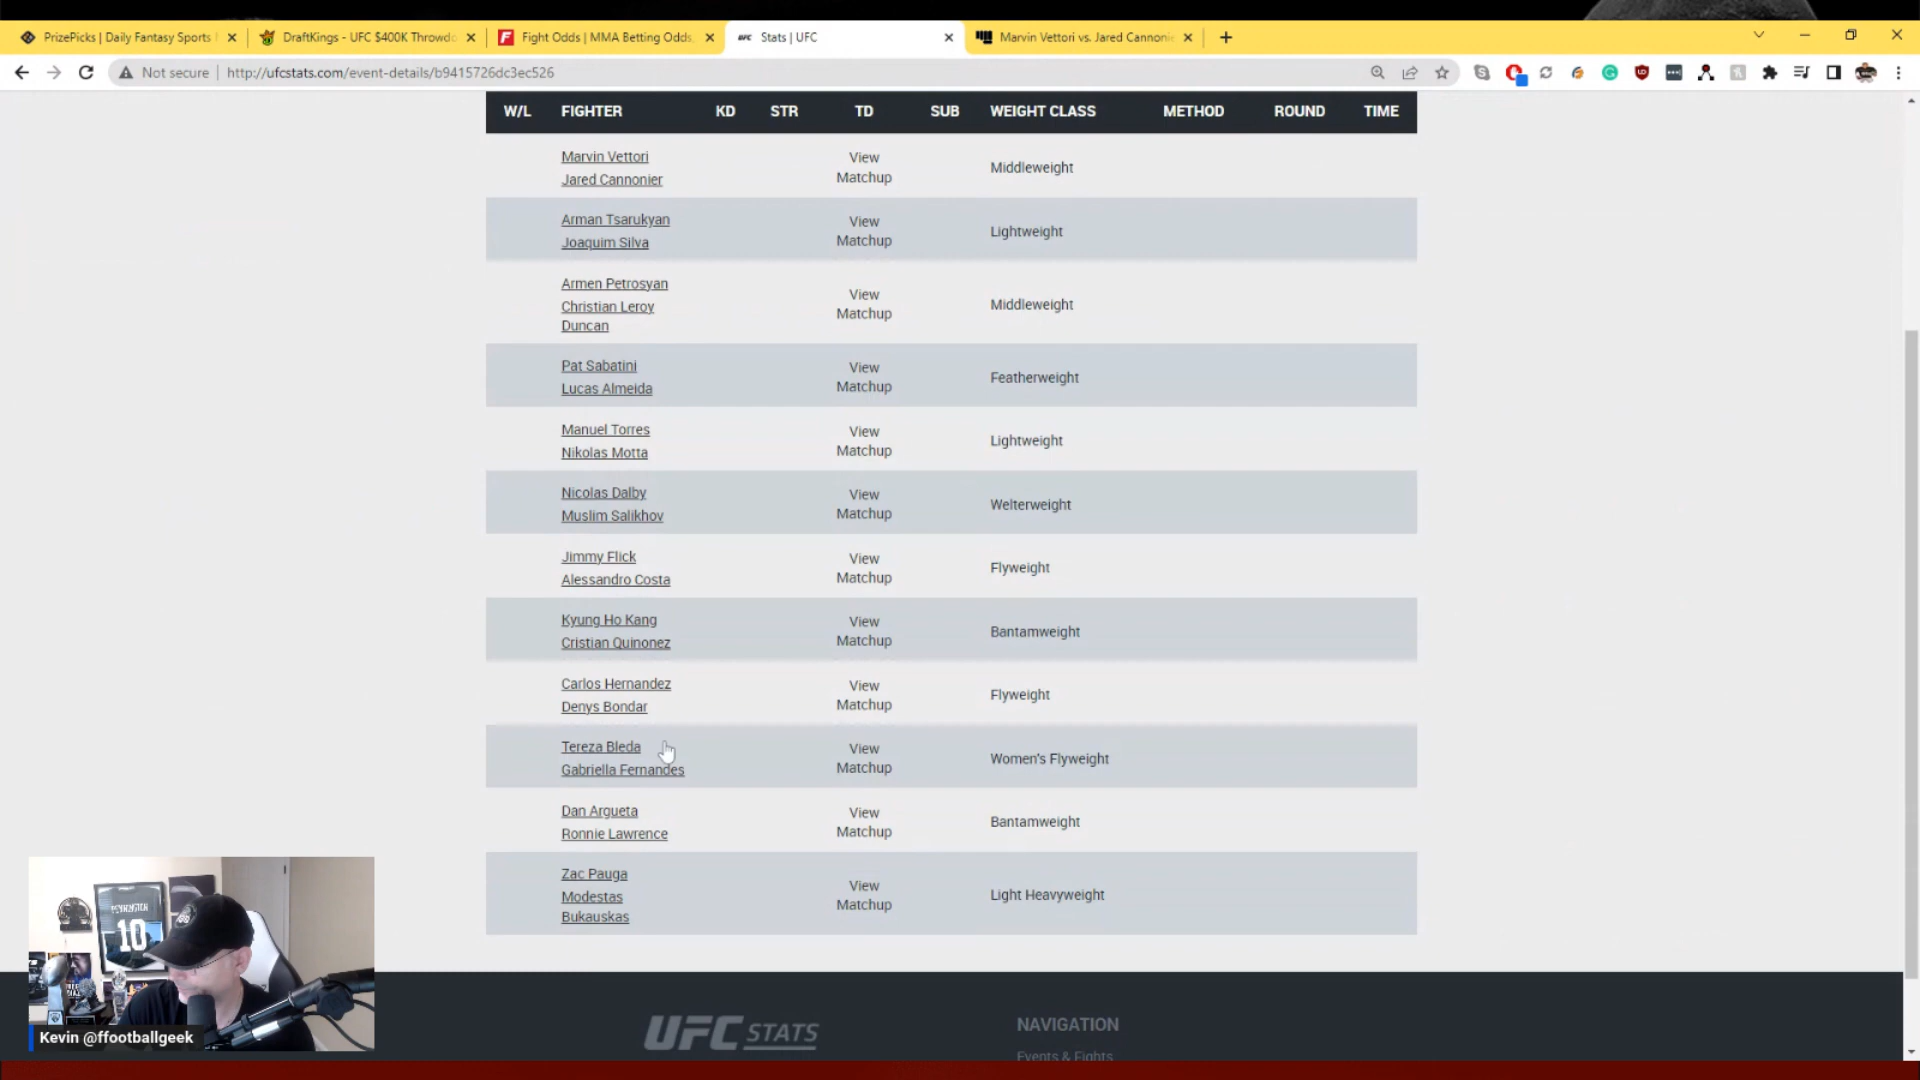 PrizePicks | Daily Fantasy Sports
DraftKings - UFC $400K Throwdo
Fight Odds | MMA Betting Odds,
UFC Stats | UFC
Marvin Vettori vs. Jared Cannonie
Not secure | http://ufcstats.com/event-details/b9415726dc3ec526
W/L FIGHTER KD STR TD SUB WEIGHT CLASS METHOD ROUND TIME
Marvin Vettori
Jared Cannonier
View
Matchup
Middleweight
Arman Tsarukyan
Joaquim Silva
View
Matchup
Lightweight
Armen Petrosyan
Christian Leroy
Duncan
View
Matchup
Middleweight
Pat Sabatini
Lucas Almeida
View
Matchup
Featherweight
Manuel Torres
Nikolas Motta
View
Matchup
Lightweight
Nicolas Dalby
Muslim Salikhov
View
Matchup
Welterweight
Jimmy Flick
Alessandro Costa
View
Matchup
Flyweight
Kyung Ho Kang
Cristian Quinonez
View
Matchup
Bantamweight
Carlos Hernandez
Denys Bondar
View
Matchup
Flyweight
Tereza Bleda
Gabriella Fernandes
View
Matchup
Women's Flyweight
Dan Argueta
Ronnie Lawrence
View
Matchup
Bantamweight
Zac Pauga
Modestas
Bukauskas
View
Matchup
Light Heavyweight
UFC STATS
NAVIGATION
Events & Fights
10
Kevin @ffootballgeek